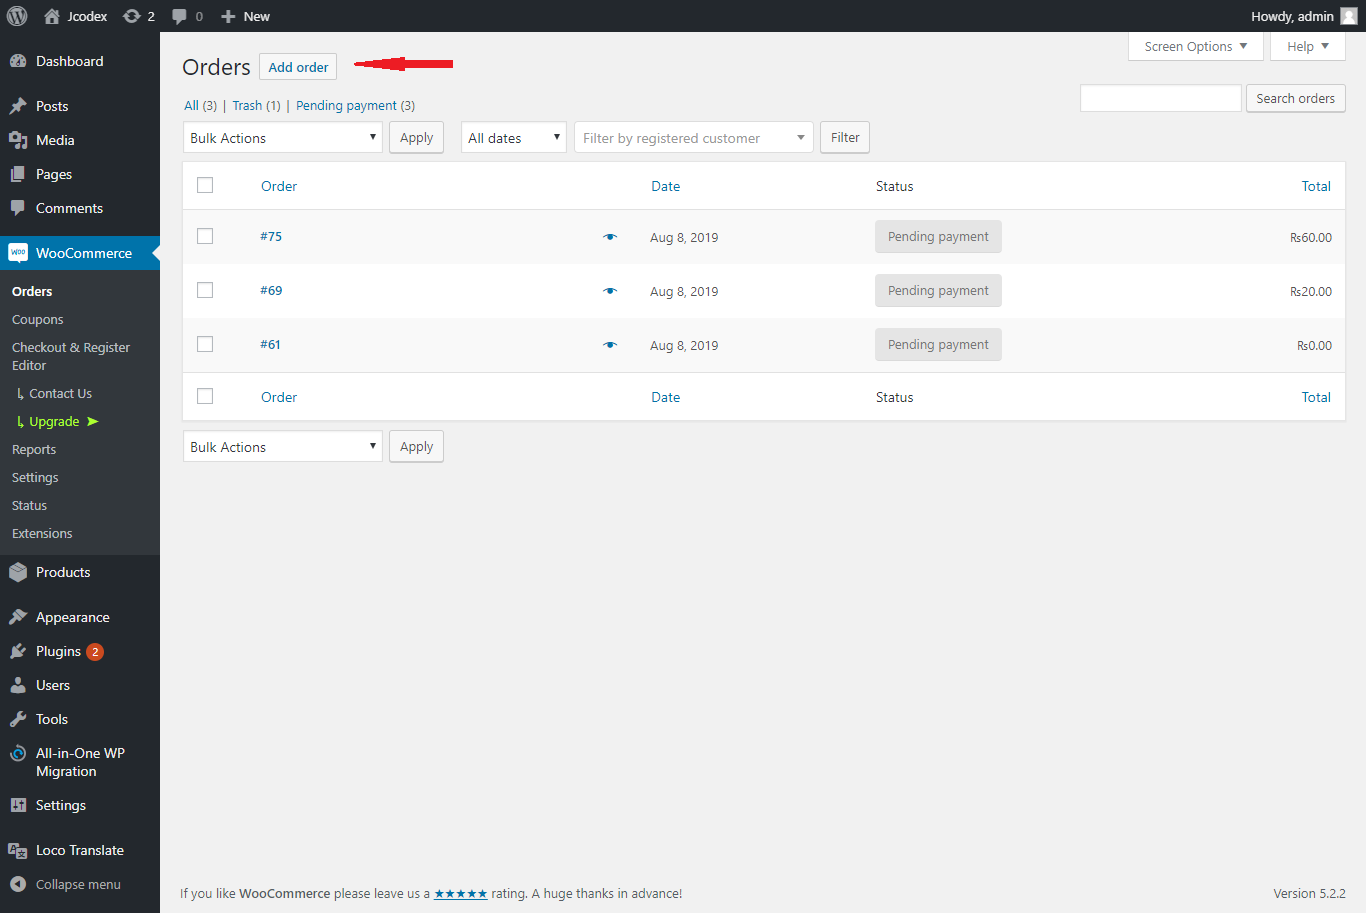 Jcodex 2 0 New Howdy, admin
Screen Options Help
Dashboard
Posts
Media
Pages
Comments
WooCommerce
Orders
Coupons
Checkout & Register
Editor
Contact Us
Upgrade
Reports
Settings
Status
Extensions
Products
Appearance
Plugins 2
Users
Tools
All-in-One WP
Migration
Settings
Loco Translate
Collapse menu
Orders Add order
All (3) | Trash (1) | Pending payment (3)
Search orders
Bulk Actions Apply All dates Filter by registered customer Filter
Order Date Status Total
#75 Aug 8, 2019 Pending payment ₨60.00
#69 Aug 8, 2019 Pending payment ₨20.00
#61 Aug 8, 2019 Pending payment ₨0.00
Order Date Status Total
Bulk Actions Apply
If you like WooCommerce please leave us a ★★★★★ rating. A huge thanks in advance! Version 5.2.2